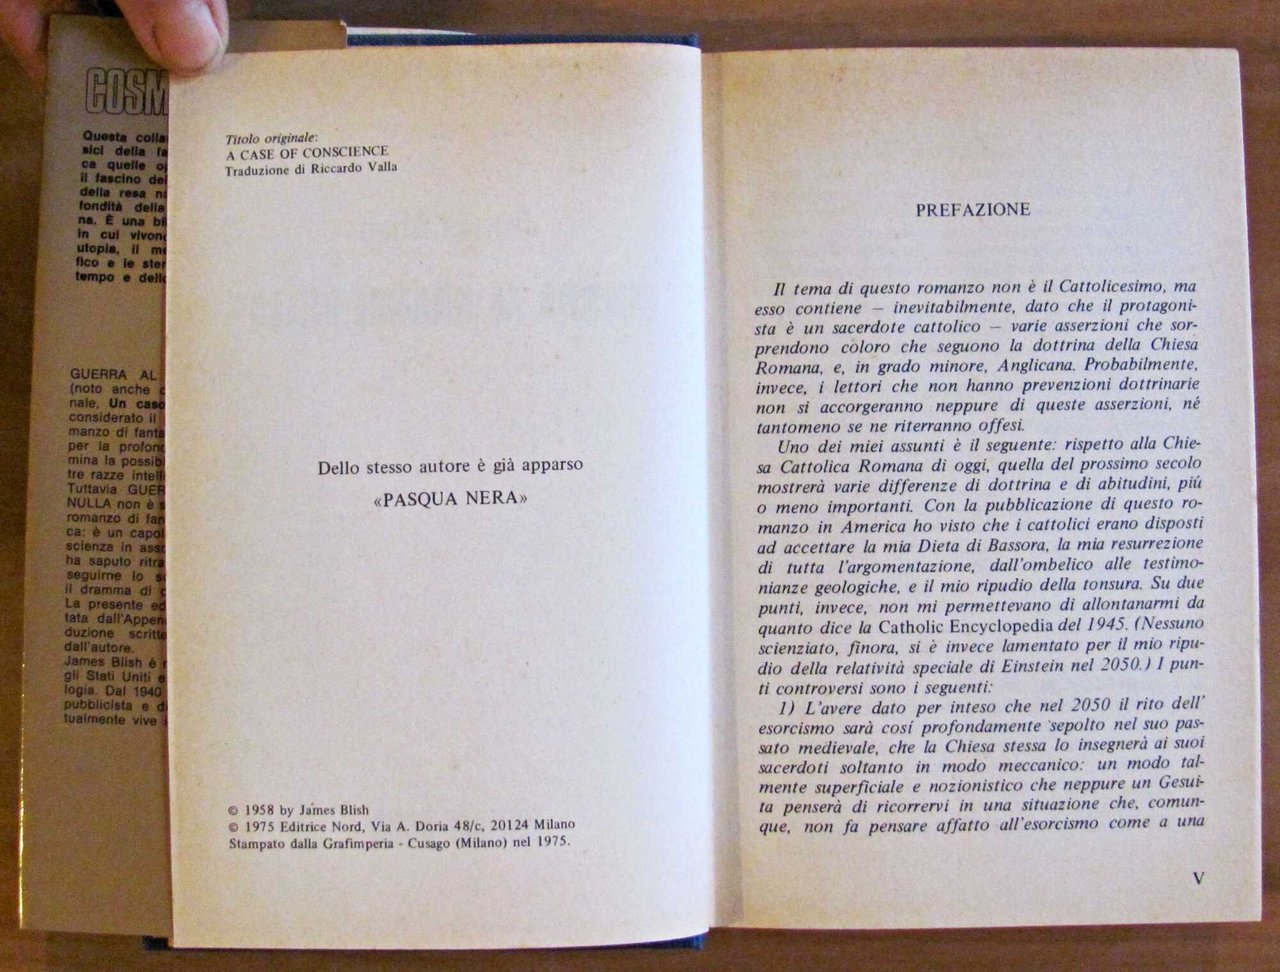 COSM
Questa colla
sici della fa
ca quelle o
il fascino de
della resa n
fondità della
na. È una bi
in cui vivon
utopia, il m
fico e le ste
tempo e dell
GUERRA AL
(noto anche
nale, Un caso
considerato il
manzo di fanta
per la profon
mina la possib
tre razze intell
Tuttavia GUER
NULLA non è s
romanzo di fan
ca: è un capol
scienza in ass
ha saputo ritra
seguirne lo s
il dramma di
La presente ed
tata dall'Appen
duzione scritt
dall'autore.
James Blish è
gli Stati Uniti e
logia. Dal 1940
pubblicista e d
tualmente vive
Titolo originale:
A CASE OF CONSCIENCE
Traduzione di Riccardo Valla
Dello stesso autore è già apparso
«PASQUA NERA»
© 1958 by James Blish
© 1975 Editrice Nord, Via A. Doria 48/c, 20124 Milano
Stampato dalla Grafimperia - Cusago (Milano) nel 1975.
PREFAZIONE
Il tema di questo romanzo non è il Cattolicesimo, ma
esso contiene — inevitabilmente, dato che il protagoni-
sta è un sacerdote cattolico — varie asserzioni che sor-
prendono coloro che seguono la dottrina della Chiesa
Romana, e, in grado minore, Anglicana. Probabilmente,
invece, i lettori che non hanno prevenzioni dottrinarie
non si accorgeranno neppure di queste asserzioni, né
tantomeno se ne riterranno offesi.
Uno dei miei assunti è il seguente: rispetto alla Chie-
sa Cattolica Romana di oggi, quella del prossimo secolo
mostrerà varie differenze di dottrina e di abitudini, più
o meno importanti. Con la pubblicazione di questo ro-
manzo in America ho visto che i cattolici erano disposti
ad accettare la mia Dieta di Bassora, la mia resurrezione
di tutta l'argomentazione, dall'ombelico alle testimo-
nianze geologiche, e il mio ripudio della tonsura. Su due
punti, invece, non mi permettevano di allontanarmi da
quanto dice la Catholic Encyclopedia del 1945. (Nessuno
scienziato, finora, si è invece lamentato per il mio ripu-
dio della relatività speciale di Einstein nel 2050.) I pun-
ti controversi sono i seguenti:
1) L'avere dato per inteso che nel 2050 il rito dell'
esorcismo sarà cosí profondamente sepolto nel suo pas-
sato medievale, che la Chiesa stessa lo insegnerà ai suoi
sacerdoti soltanto in modo meccanico: un modo tal-
mente superficiale e nozionistico che neppure un Gesui-
ta penserà di ricorrervi in una situazione che, comun-
que, non fa pensare affatto all'esorcismo come a una
V